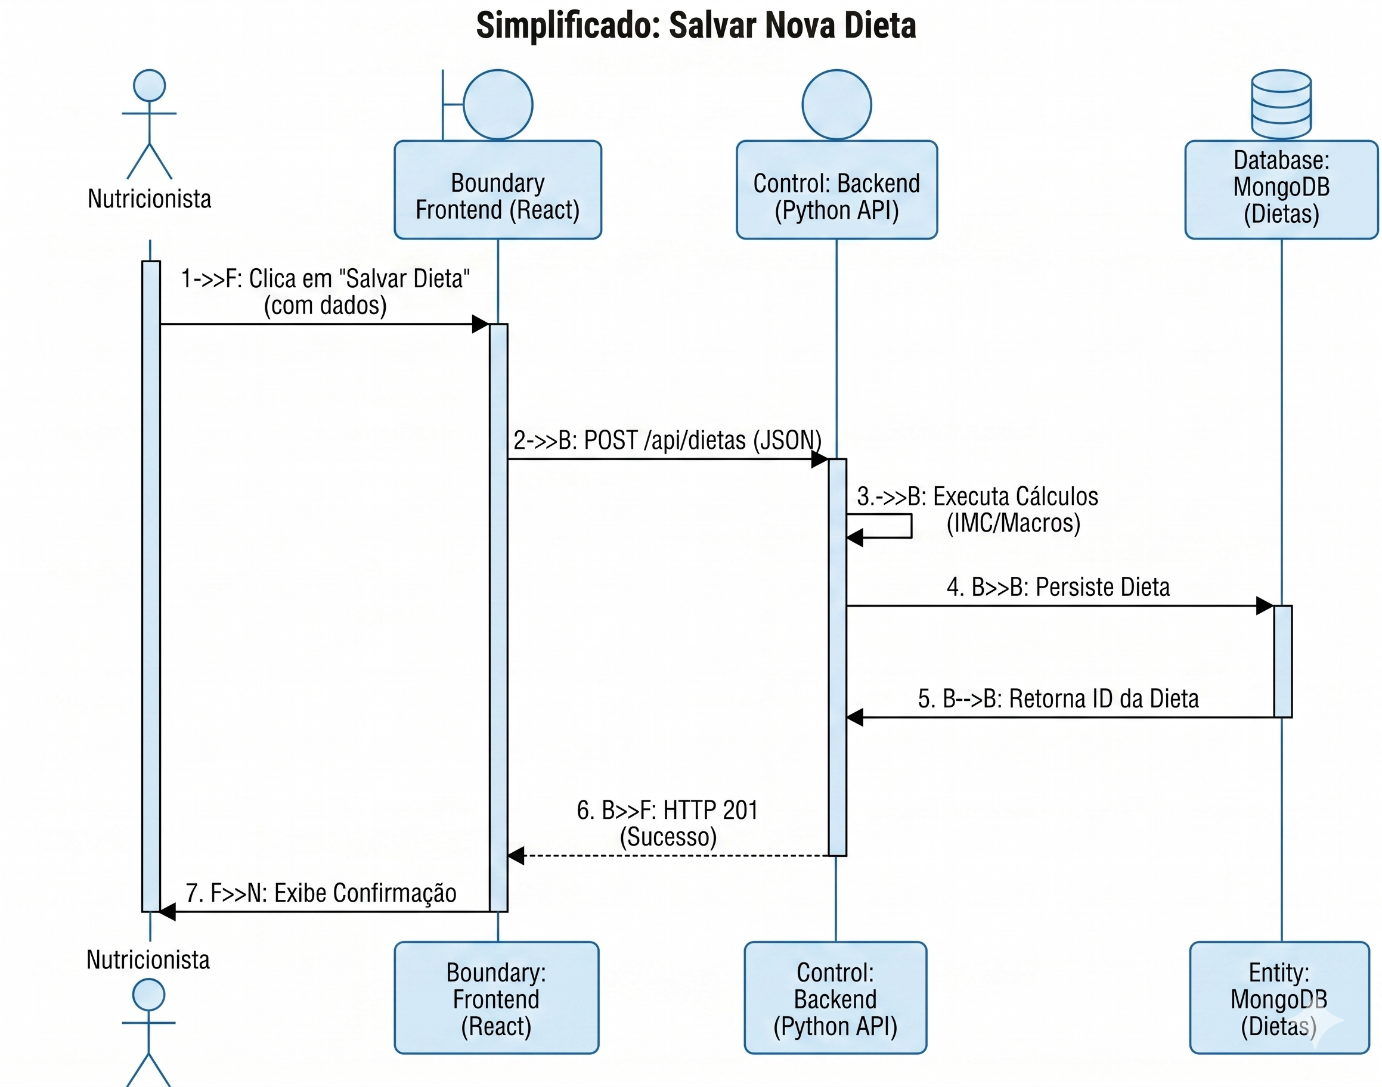 Simplificado: Salvar Nova Dieta
Nutricionista
Boundary
Frontend (React)
Control: Backend
(Python API)
Database:
MongoDB
(Dietas)
1->>F: Clica em "Salvar Dieta"
(com dados)
2->>B: POST /api/dietas (JSON)
3.->>B: Executa Cálculos
(IMC/Macros)
4. B>>B: Persiste Dieta
5. B-->B: Retorna ID da Dieta
6. B>>F: HTTP 201
(Sucesso)
7. F>>N: Exibe Confirmação
Nutricionista
Boundary:
Frontend
(React)
Control:
Backend
(Python API)
Entity:
MongoDB
(Dietas)